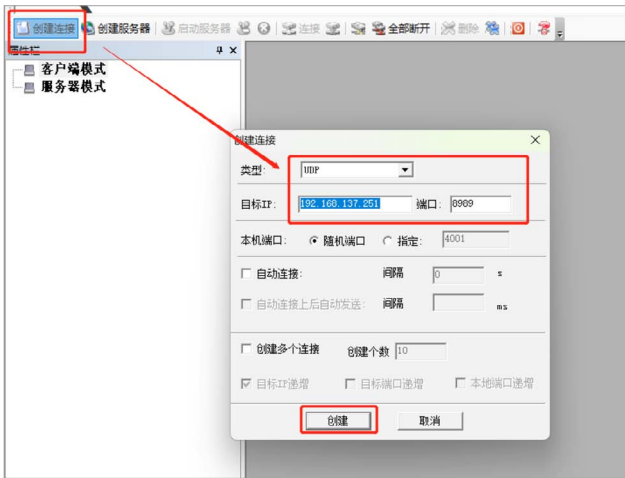 创建连接 创建服务器 启动服务器 连接 全部断开 删除
属性栏
客户端模式
服务器模式
创建连接
类型: UDP
目标IP: 192.168.137.251 端口: 8989
本机端口: 随机端口 指定: 4001
自动连接: 间隔 0 s
自动连接上后自动发送: 间隔 ms
创建多个连接 创建个数 10
目标IP递增 目标端口递增 本地端口递增
创建 取消